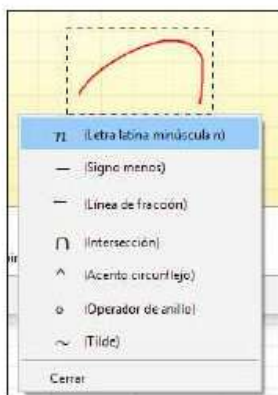 n (Letra latina minúscula n)
— (Signo menos)
— (Línea de fracción)
∩ (Intersección)
^ (Acento circunflejo)
∘ (Operador de anillo)
~ (Tilde)
Cerrar